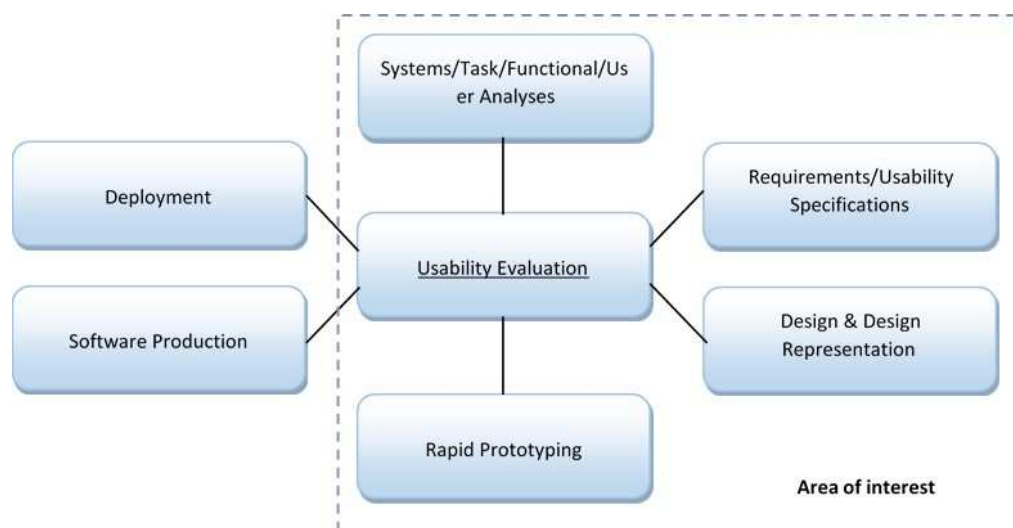 Systems/Task/Functional/Us
er Analyses
Deployment
Requirements/Usability
Specifications
Usability Evaluation
Software Production
Design & Design
Representation
Rapid Prototyping
Area of interest